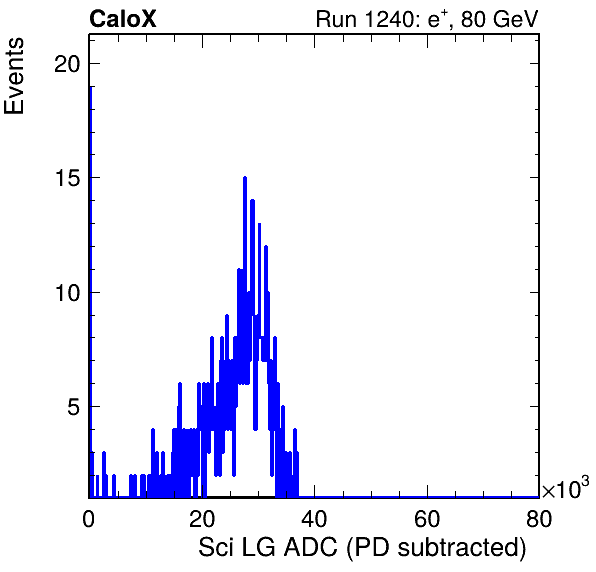 CaloX Run 1240: e⁺, 80 GeV
Events
20
15
10
5
0 20 40 60 80
×10³
Sci LG ADC (PD subtracted)